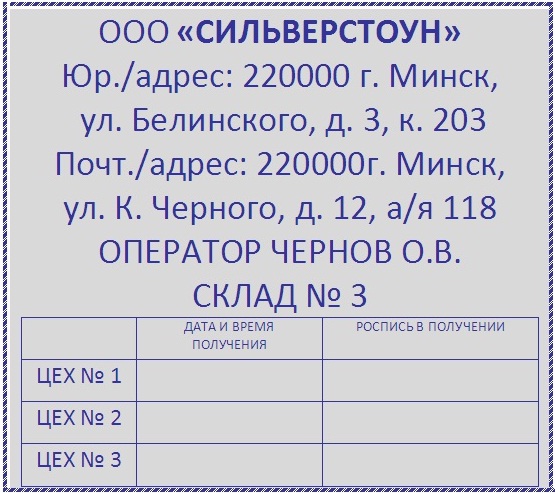 ООО «СИЛЬВЕРСТОУН»
Юр./адрес: 220000 г. Минск,
ул. Белинского, д. 3, к. 203
Почт./адрес: 220000г. Минск,
ул. К. Черного, д. 12, а/я 118
ОПЕРАТОР ЧЕРНОВ О.В.
СКЛАД № 3
ДАТА И ВРЕМЯ
ПОЛУЧЕНИЯ
РОСПИСЬ В ПОЛУЧЕНИИ
ЦЕХ № 1
ЦЕХ № 2
ЦЕХ № 3